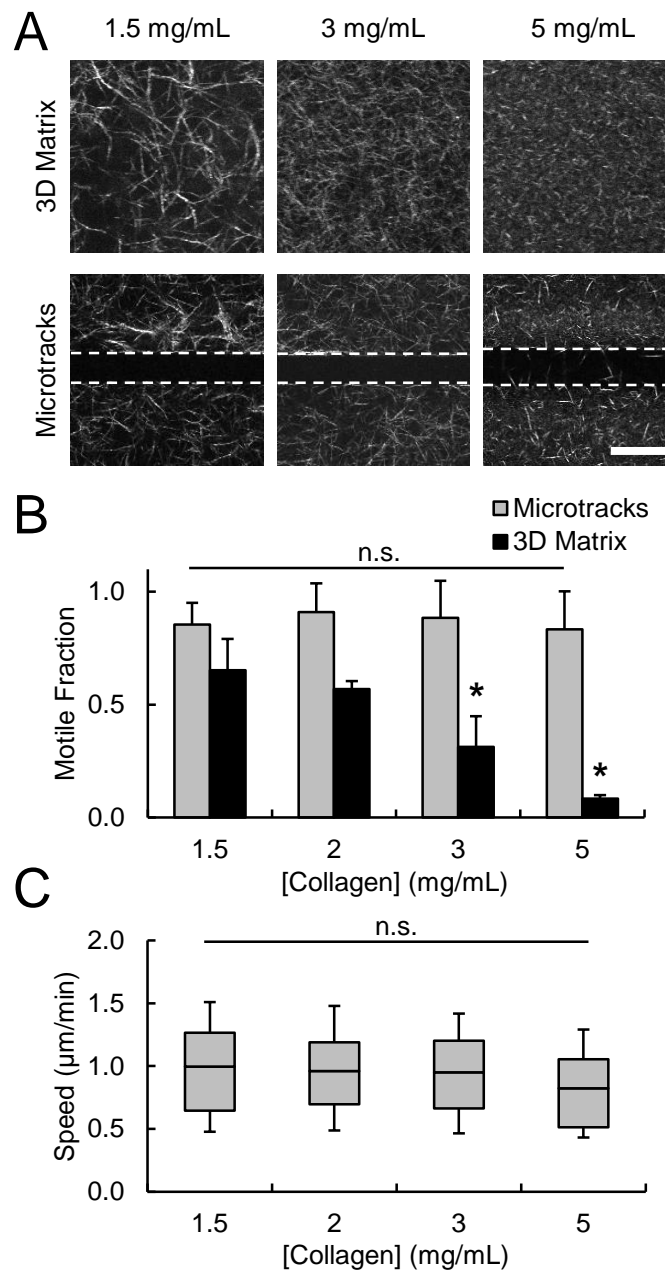 A
1.5 mg/mL
3 mg/mL
5 mg/mL
3D Matrix
Microtracks
B
Microtracks
3D Matrix
n.s.
1.0
0.5
0.0
Motile Fraction
*
*
1.5
2
3
5
[Collagen] (mg/mL)
C
n.s.
2.0
1.5
1.0
0.5
0.0
Speed (µm/min)
1.5
2
3
5
[Collagen] (mg/mL)